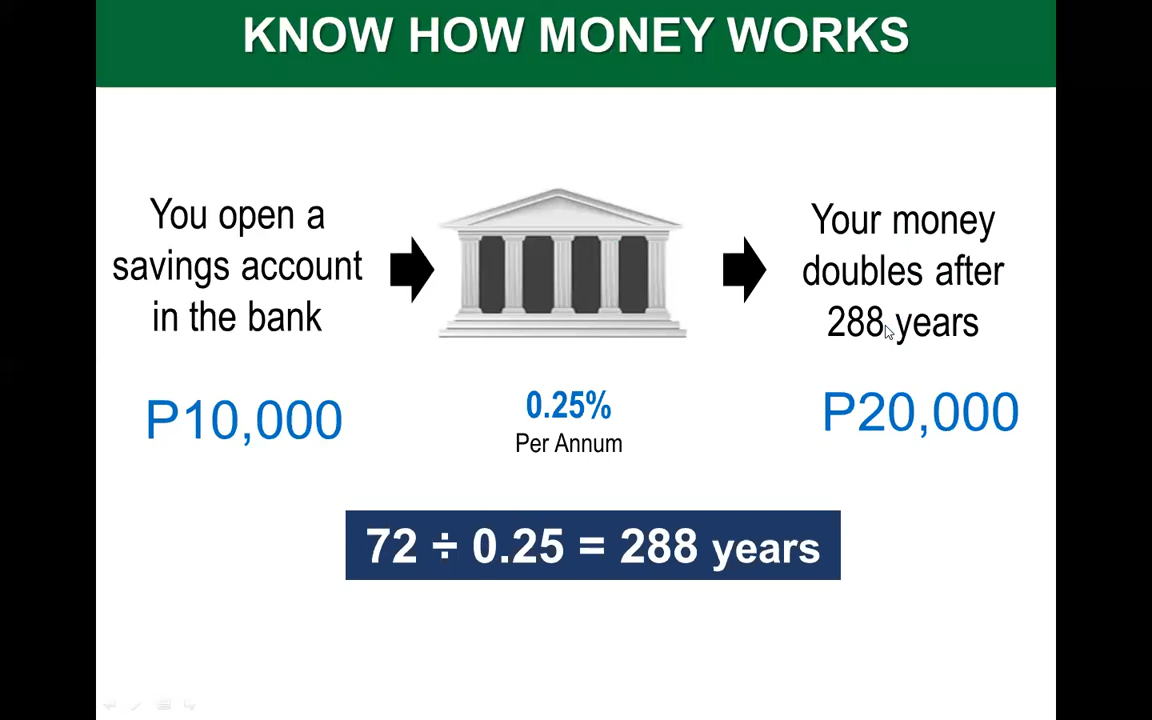 KNOW HOW MONEY WORKS
You open a
savings account
in the bank
P10,000
0.25%
Per Annum
Your money
doubles after
288 years
P20,000
72 ÷ 0.25 = 288 years